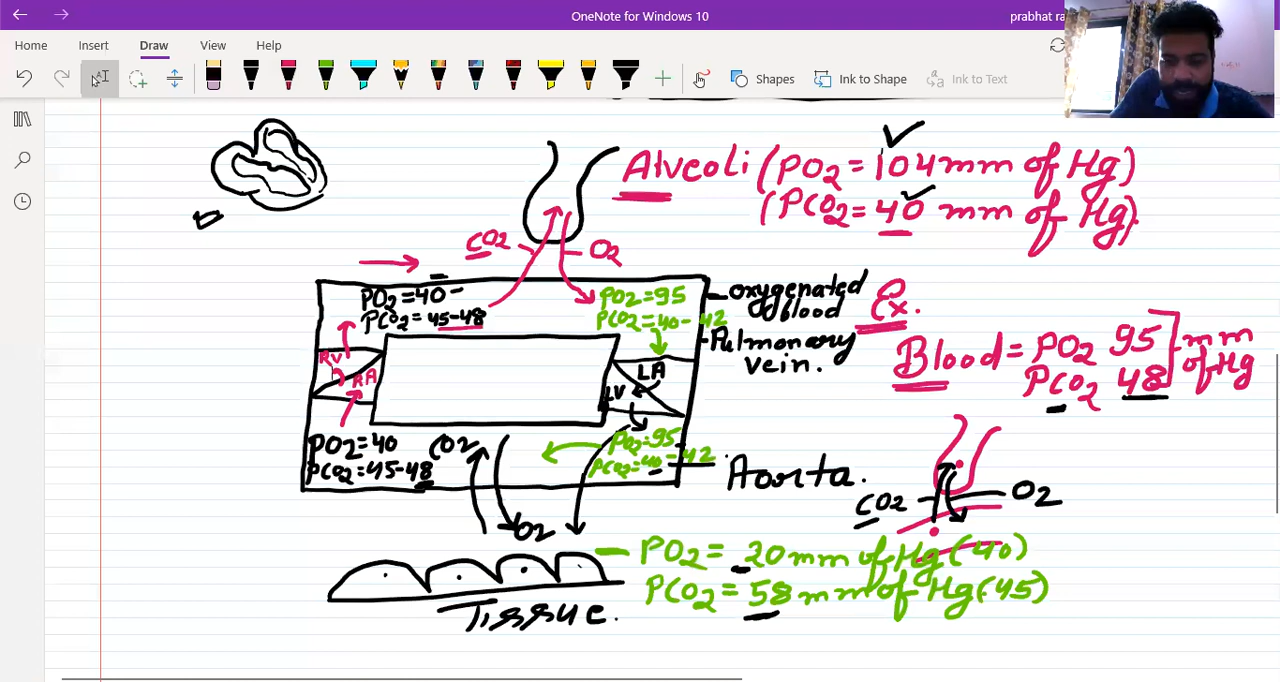 OneNote for Windows 10
prabhat ra
Home Insert Draw View Help
Shapes Ink to Shape Ink to Text
Alveoli (PO2 = 104 mm of Hg)
(PCO2 = 40 mm of Hg)
CO2 O2
PO2 = 40
PCO2 = 45-48
PO2 = 95
PCO2 = 40-42
oxygenated blood
Pulmonary vein.
Ex.
Blood = PO2 95
PCO2 48
mm of Hg
RV
RA
LA
LV
PO2 = 40
PCO2 = 45-48
CO2
PO2 = 95
PCO2 = 40-42
Aorta.
CO2 O2
O2
PO2 = 20 mm of Hg (40)
PCO2 = 58 mm of Hg (45)
Tissue.